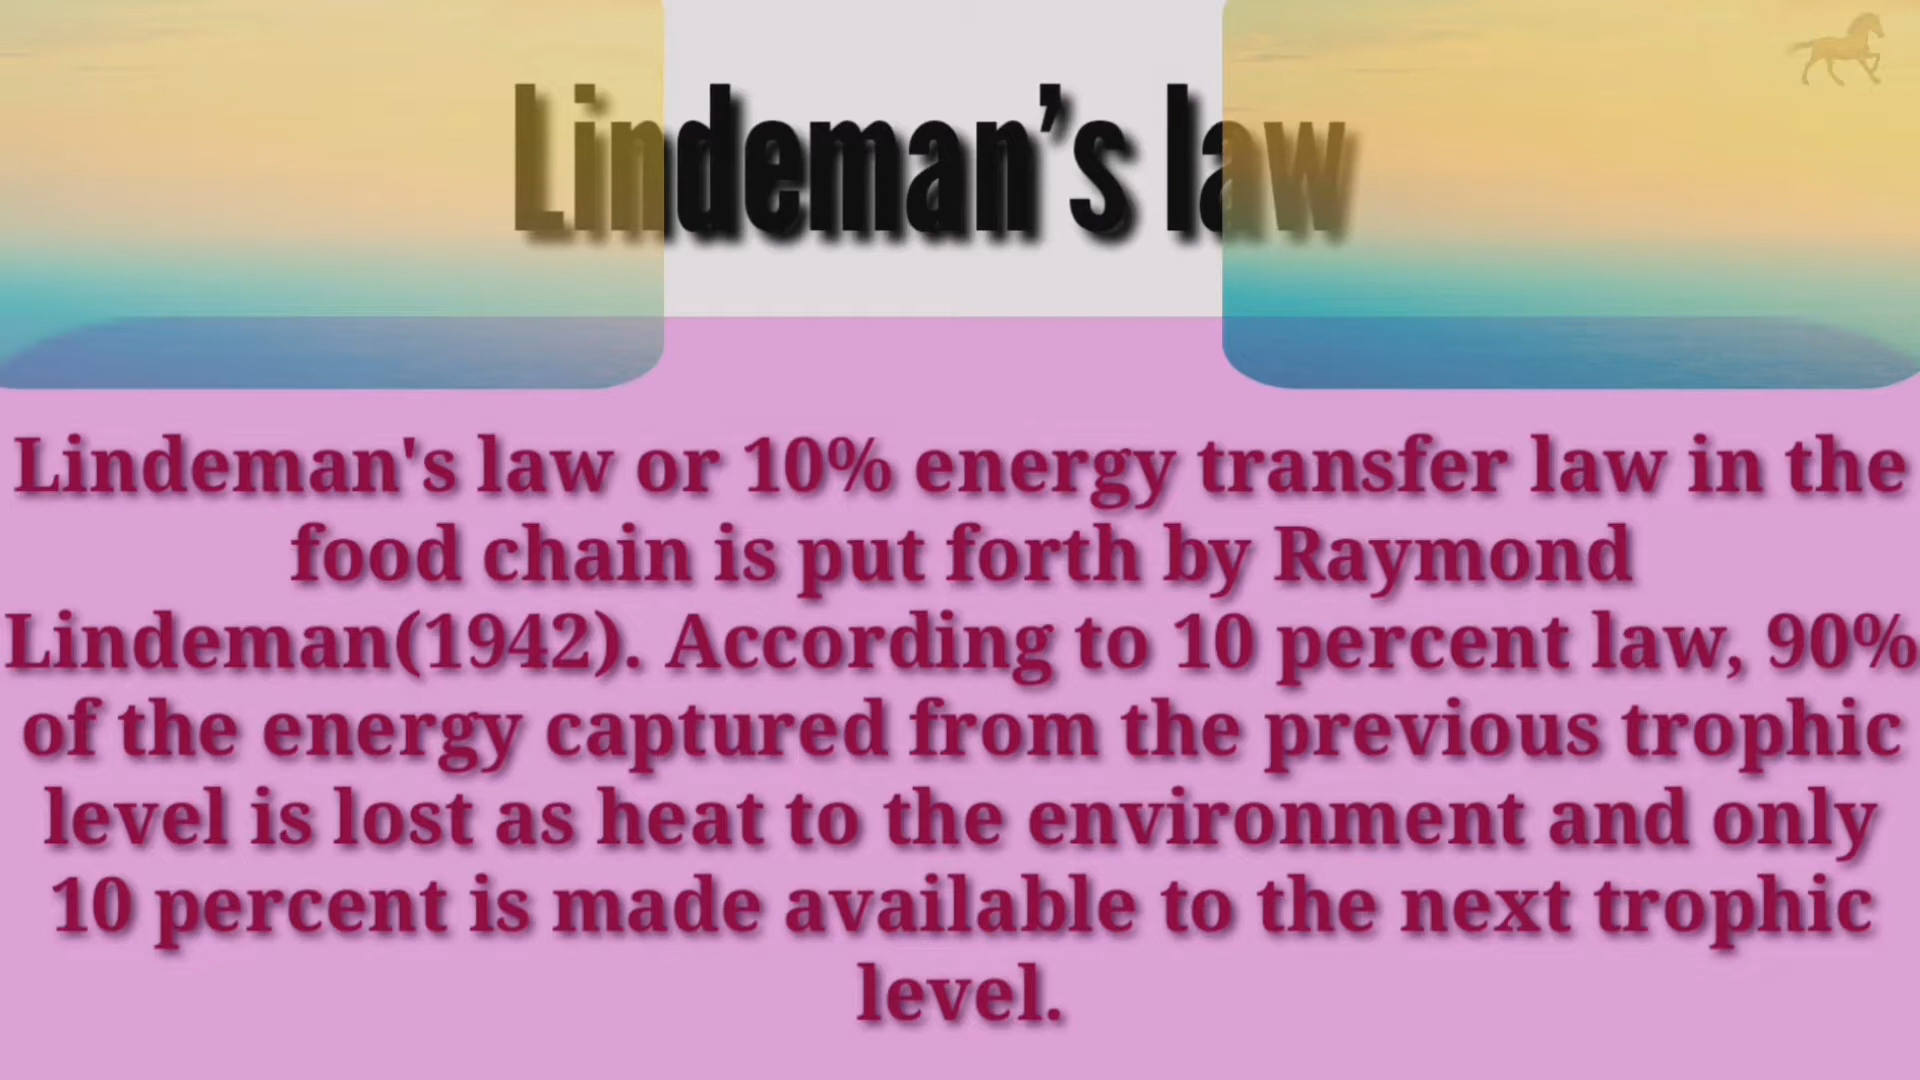 Lindeman’s law
Lindeman's law or 10% energy transfer law in the
food chain is put forth by Raymond
Lindeman(1942). According to 10 percent law, 90%
of the energy captured from the previous trophic
level is lost as heat to the environment and only
10 percent is made available to the next trophic
level.